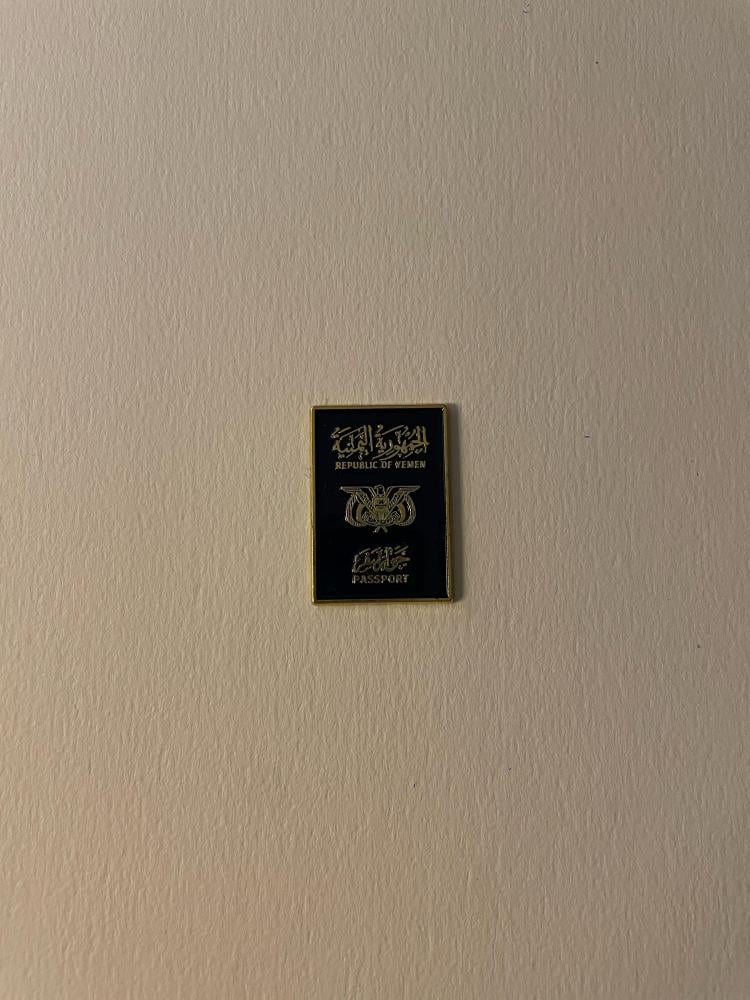 الجمهورية اليمنية
REPUBLIC OF YEMEN
جواز سفر
PASSPORT